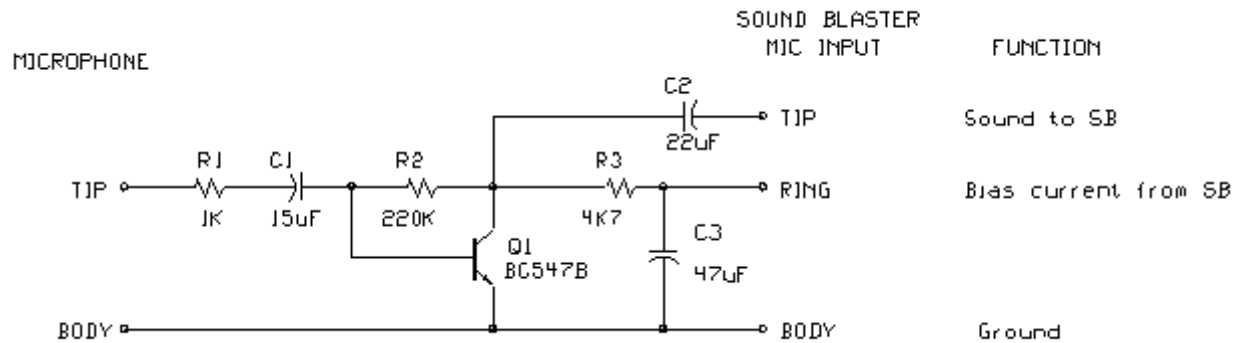 SOUND BLASTER
MICROPHONE MIC INPUT FUNCTION
C2
TIP Sound to SB
22uF
R1 C1 R2 R3
TIP RING Bias current from SB
1K 15uF 220K 4K7
C3
Q1
BC547B 47uF
BODY BODY Ground